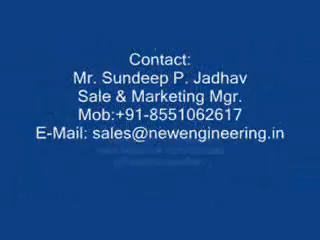 Contact:
Mr. Sundeep P. Jadhav
Sale & Marketing Mgr.
Mob:+91-8551062617
E-Mail: sales@newengineering.in